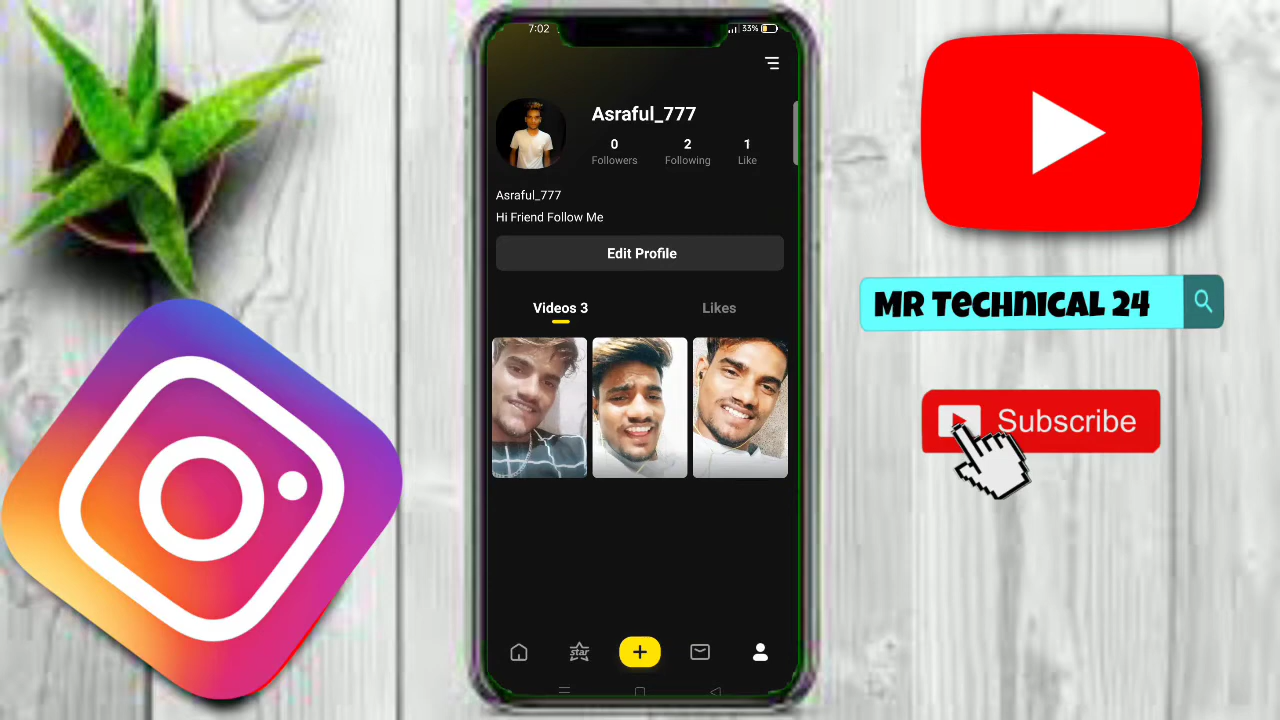 7:02
33%
Asraful_777
0
Followers
2
Following
1
Like
Asraful_777
Hi Friend Follow Me
Edit Profile
Videos 3
Likes
star
MR TECHNICAL 24
Subscribe